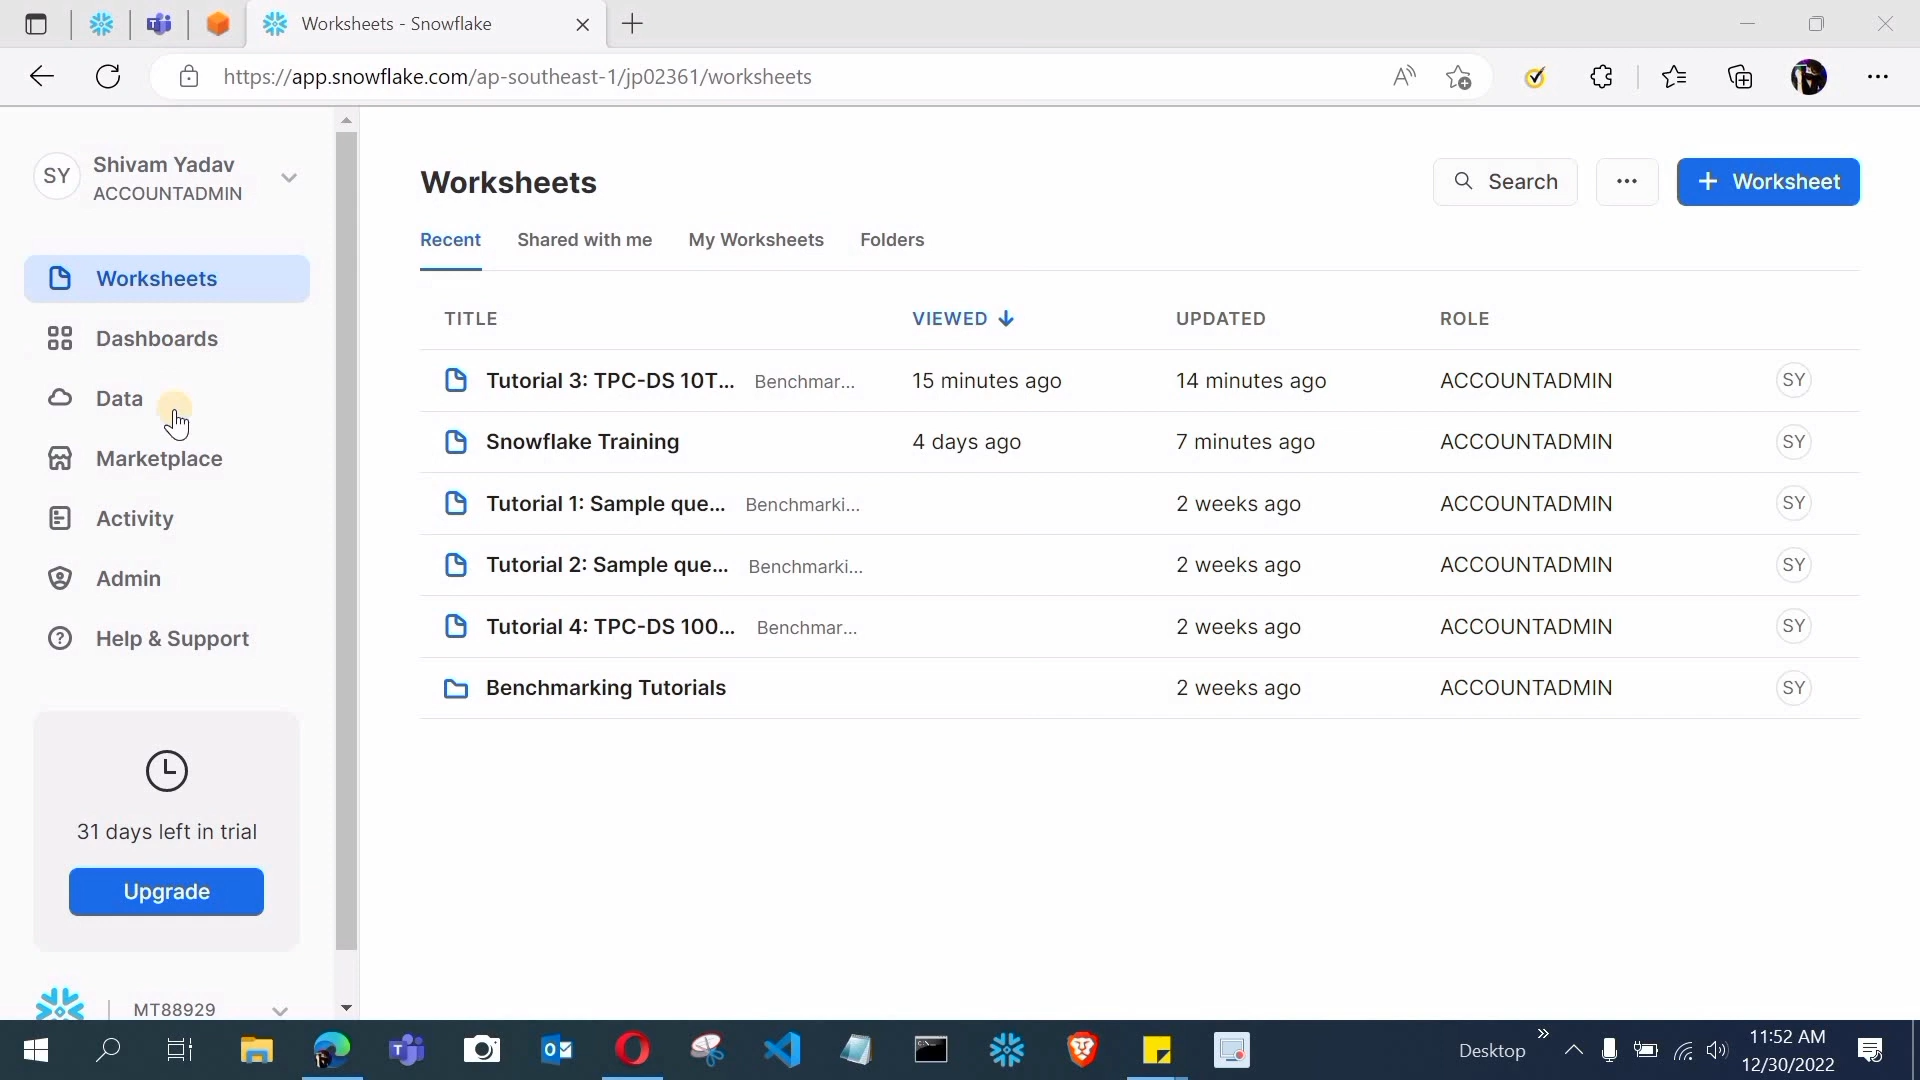 Worksheets - Snowflake
https://app.snowflake.com/ap-southeast-1/jp02361/worksheets
SY
Shivam Yadav
ACCOUNTADMIN
Worksheets
Dashboards
Data
Marketplace
Activity
Admin
Help & Support
31 days left in trial
Upgrade
MT88929
Worksheets
Search
Worksheet
Recent Shared with me My Worksheets Folders
TITLE VIEWED UPDATED ROLE
Tutorial 3: TPC-DS 10T... Benchmar... 15 minutes ago 14 minutes ago ACCOUNTADMIN SY
Snowflake Training 4 days ago 7 minutes ago ACCOUNTADMIN SY
Tutorial 1: Sample que... Benchmarki... 2 weeks ago ACCOUNTADMIN SY
Tutorial 2: Sample que... Benchmarki... 2 weeks ago ACCOUNTADMIN SY
Tutorial 4: TPC-DS 100... Benchmar... 2 weeks ago ACCOUNTADMIN SY
Benchmarking Tutorials 2 weeks ago ACCOUNTADMIN SY
Desktop
11:52 AM
12/30/2022